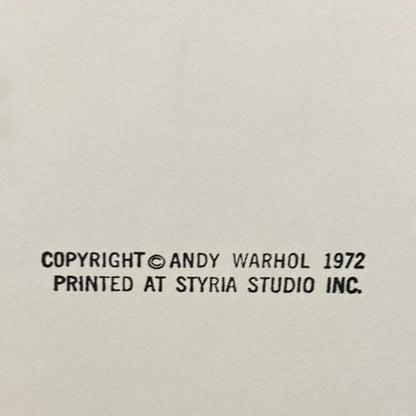 COPYRIGHT © ANDY WARHOL 1972
PRINTED AT STYRIA STUDIO INC.